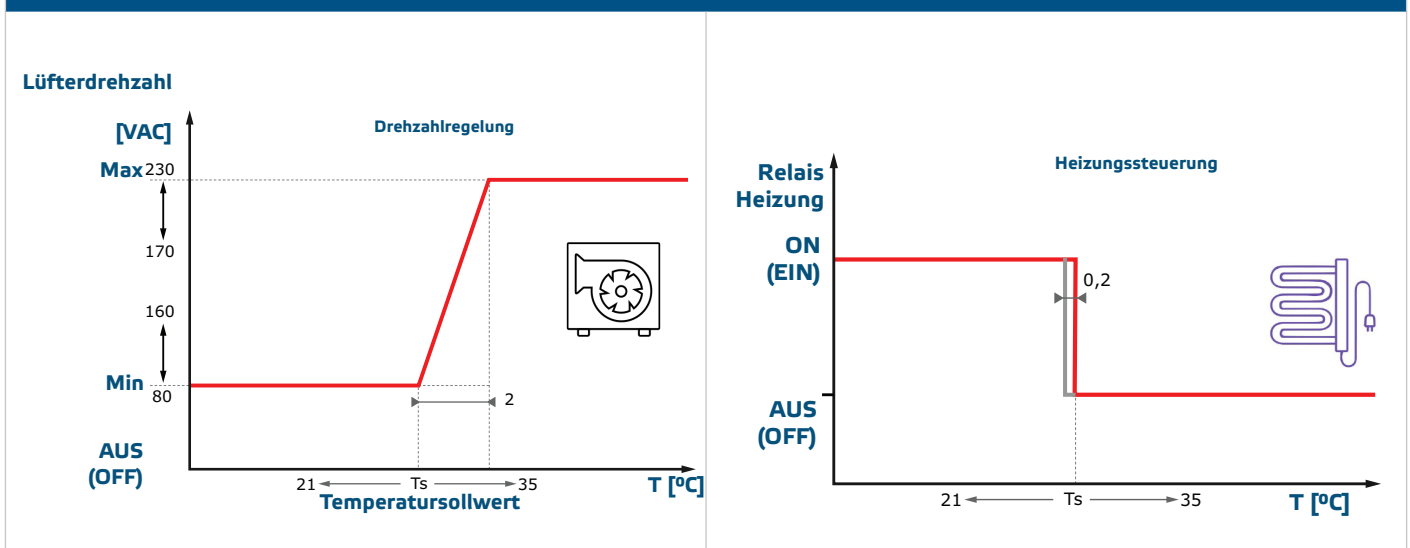 Lüfterdrehzahl
[VAC]
Drehzahlregelung
Max 230
170
160
Min
80
2
AUS
(OFF)
21 Ts 35
T [ºC]
Temperatursollwert
Heizungssteuerung
Relais
Heizung
ON
(EIN)
0,2
AUS
(OFF)
21 Ts 35
T [ºC]